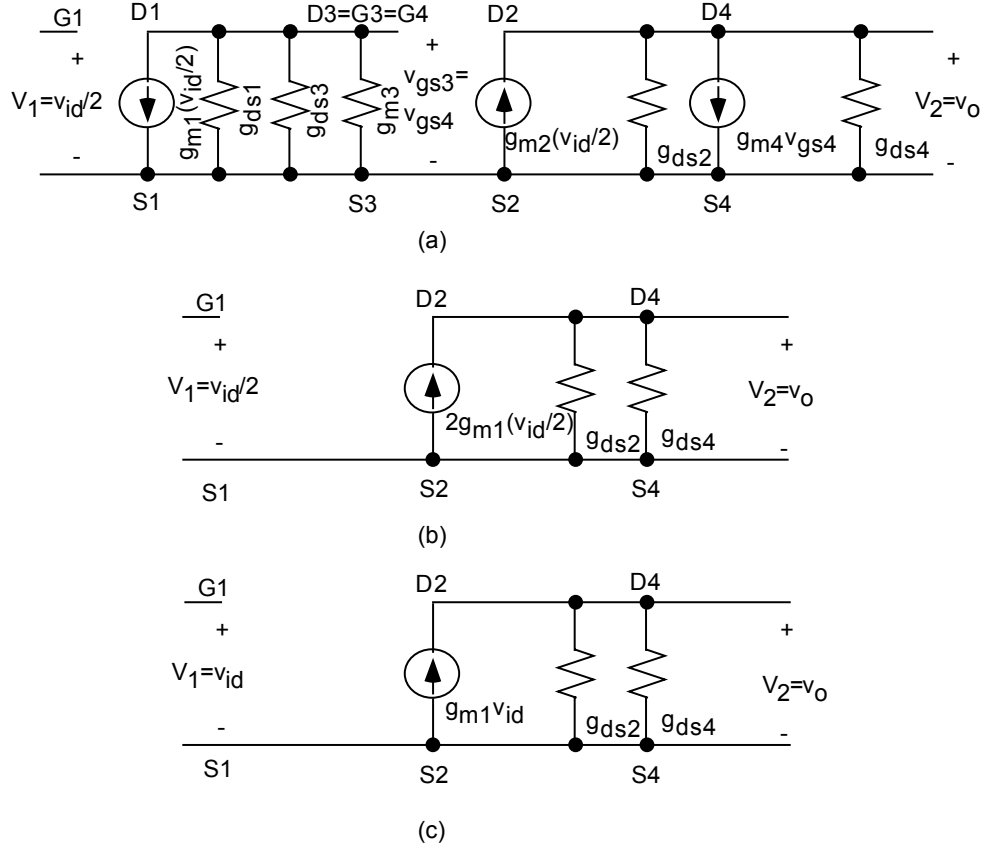 G1 D1 D3=G3=G4 D2 D4
+ + +
V1=vid/2 gm1(vid/2) gds1 gds3 gm3 vgs3= vgs4 gm2(vid/2) gds2 gm4vgs4 gds4 V2=vo
- - -
S1 S3 S2 S4
(a)
G1 D2 D4
+ +
V1=vid/2 2gm1(vid/2) gds2 gds4 V2=vo
- -
S1 S2 S4
(b)
G1 D2 D4
+ +
V1=vid gm1vid gds2 gds4 V2=vo
- -
S1 S2 S4
(c)